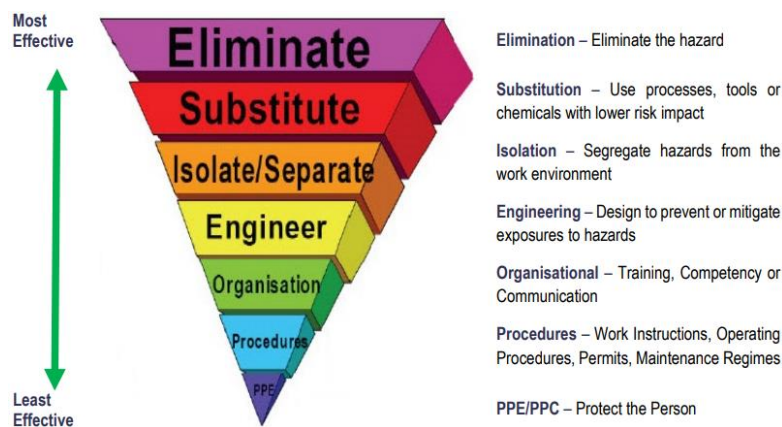 Most
Effective
Eliminate
Substitute
Isolate/Separate
Engineer
Organisation
Procedures
PPE
Least
Effective
Elimination – Eliminate the hazard
Substitution – Use processes, tools or
chemicals with lower risk impact
Isolation – Segregate hazards from the
work environment
Engineering – Design to prevent or mitigate
exposures to hazards
Organisational – Training, Competency or
Communication
Procedures – Work Instructions, Operating
Procedures, Permits, Maintenance Regimes
PPE/PPC – Protect the Person